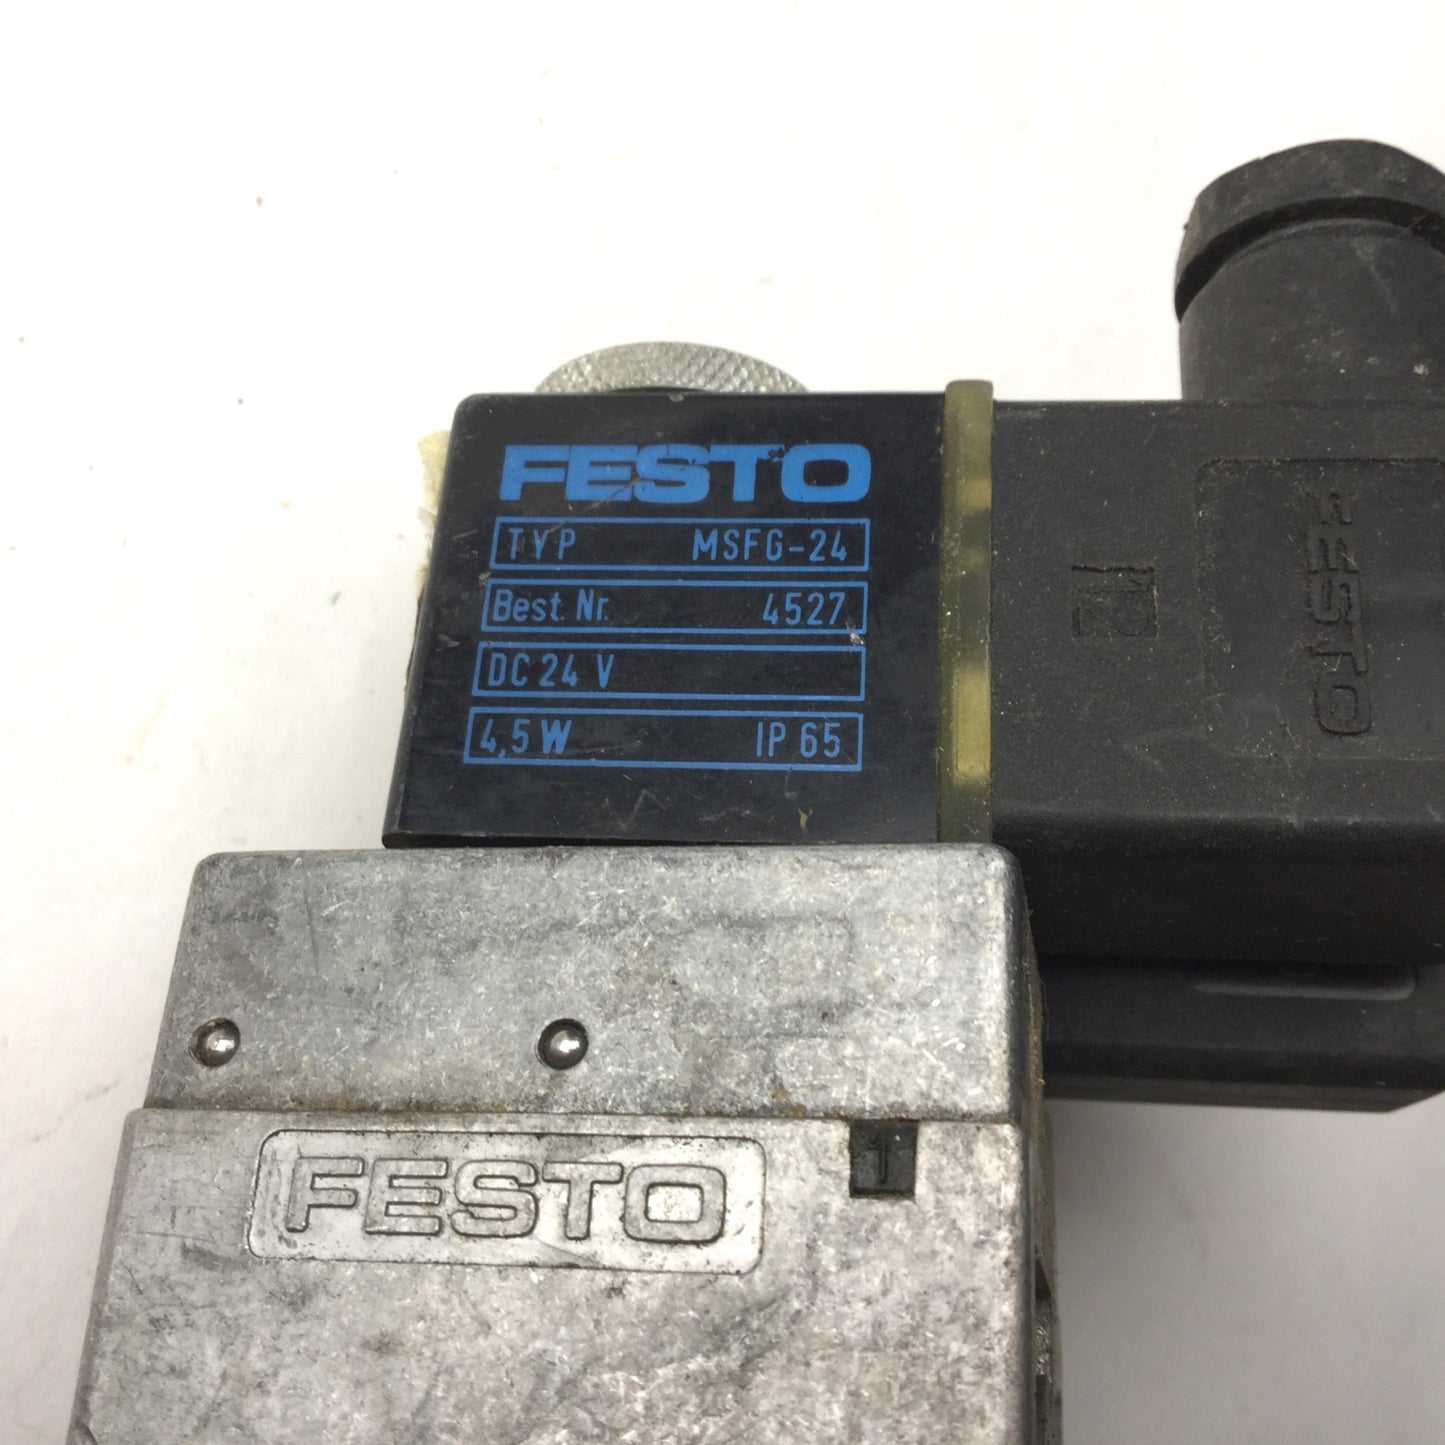 FESTO
TYP MSFG-24
Best. Nr. 4527
DC 24 V
4,5 W IP 65
FESTO
12
FESTO
1